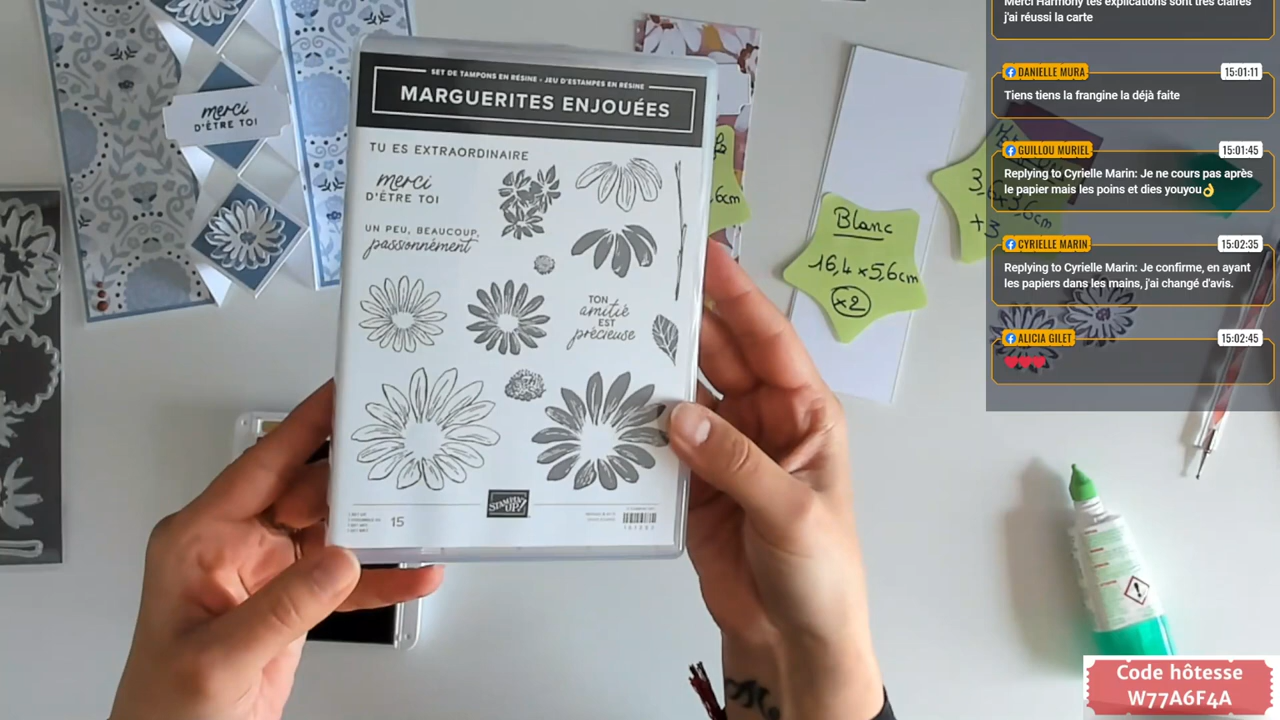 merci
D'ÊTRE TOI
SET DE TAMPONS EN RÉSINE • JEU D'ESTAMPES EN RÉSINE
MARGUERITES ENJOUÉES
TU ES EXTRAORDINAIRE
merci
D'ÊTRE TOI
UN PEU, BEAUCOUP,
passionnément
TON
amitié
EST
précieuse
STAMPIN' UP!
15
Blanc
16,4 x 5,6cm
x2
Merci Harmony tes explications sont très claires
j'ai réussi la carte
DANIELLE MURA
15:01:11
Tiens tiens la frangine la déjà faite
GUILLOU MURIEL
15:01:45
Replying to Cyrielle Marin: Je ne cours pas après
le papier mais les poins et dies youyou👌
CYRIELLE MARIN
15:02:35
Replying to Cyrielle Marin: Je confirme, en ayant
les papiers dans les mains, j'ai changé d'avis.
ALICIA GILET
15:02:45
♥♥♥
Code hôtesse
W77A6F4A